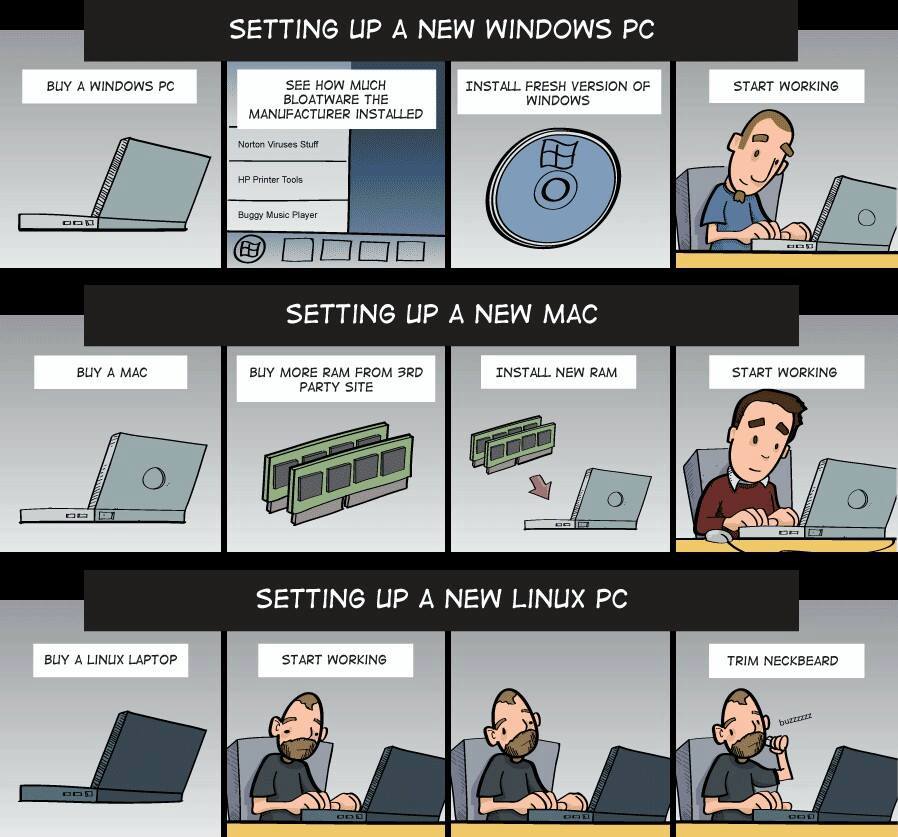 SETTING UP A NEW WINDOWS PC
BUY A WINDOWS PC
SEE HOW MUCH
BLOATWARE THE
MANUFACTURER INSTALLED
Norton Viruses Stuff
HP Printer Tools
Buggy Music Player
INSTALL FRESH VERSION OF
WINDOWS
START WORKING
SETTING UP A NEW MAC
BUY A MAC
BUY MORE RAM FROM 3RD
PARTY SITE
INSTALL NEW RAM
START WORKING
SETTING UP A NEW LINUX PC
BUY A LINUX LAPTOP
START WORKING
TRIM NECKBEARD
buzzzzzz